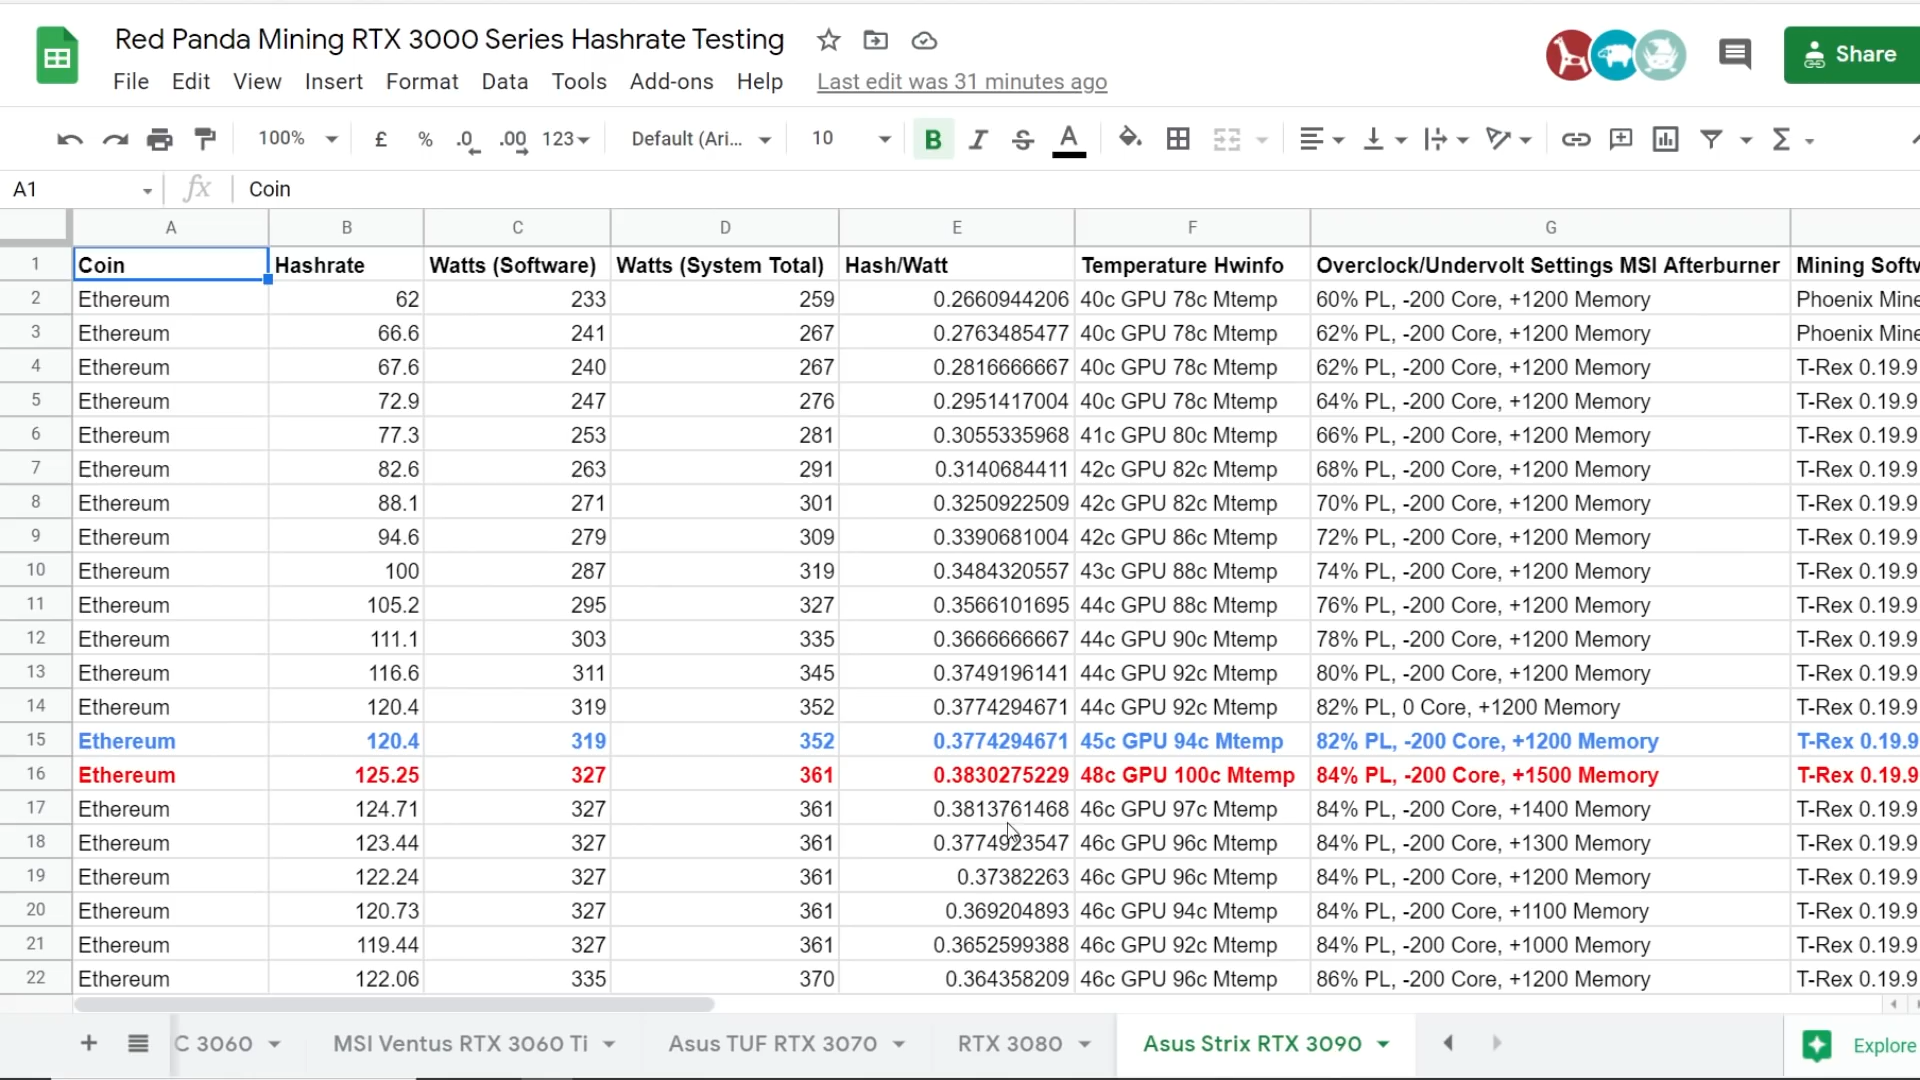 Red Panda Mining RTX 3000 Series Hashrate Testing
File Edit View Insert Format Data Tools Add-ons Help Last edit was 31 minutes ago
Share
100% £ % .0 .00 123 Default (Ari... 10 B I S A
A1 fx Coin
A B C D E F G
1 Coin Hashrate Watts (Software) Watts (System Total) Hash/Watt Temperature Hwinfo Overclock/Undervolt Settings MSI Afterburner Mining Softw
2 Ethereum 62 233 259 0.2660944206 40c GPU 78c Mtemp 60% PL, -200 Core, +1200 Memory Phoenix Mine
3 Ethereum 66.6 241 267 0.2763485477 40c GPU 78c Mtemp 62% PL, -200 Core, +1200 Memory Phoenix Mine
4 Ethereum 67.6 240 267 0.2816666667 40c GPU 78c Mtemp 62% PL, -200 Core, +1200 Memory T-Rex 0.19.9
5 Ethereum 72.9 247 276 0.2951417004 40c GPU 78c Mtemp 64% PL, -200 Core, +1200 Memory T-Rex 0.19.9
6 Ethereum 77.3 253 281 0.3055335968 41c GPU 80c Mtemp 66% PL, -200 Core, +1200 Memory T-Rex 0.19.9
7 Ethereum 82.6 263 291 0.3140684411 42c GPU 82c Mtemp 68% PL, -200 Core, +1200 Memory T-Rex 0.19.9
8 Ethereum 88.1 271 301 0.3250922509 42c GPU 82c Mtemp 70% PL, -200 Core, +1200 Memory T-Rex 0.19.9
9 Ethereum 94.6 279 309 0.3390681004 42c GPU 86c Mtemp 72% PL, -200 Core, +1200 Memory T-Rex 0.19.9
10 Ethereum 100 287 319 0.3484320557 43c GPU 88c Mtemp 74% PL, -200 Core, +1200 Memory T-Rex 0.19.9
11 Ethereum 105.2 295 327 0.3566101695 44c GPU 88c Mtemp 76% PL, -200 Core, +1200 Memory T-Rex 0.19.9
12 Ethereum 111.1 303 335 0.3666666667 44c GPU 90c Mtemp 78% PL, -200 Core, +1200 Memory T-Rex 0.19.9
13 Ethereum 116.6 311 345 0.3749196141 44c GPU 92c Mtemp 80% PL, -200 Core, +1200 Memory T-Rex 0.19.9
14 Ethereum 120.4 319 352 0.3774294671 44c GPU 92c Mtemp 82% PL, 0 Core, +1200 Memory T-Rex 0.19.9
15 Ethereum 120.4 319 352 0.3774294671 45c GPU 94c Mtemp 82% PL, -200 Core, +1200 Memory T-Rex 0.19.9
16 Ethereum 125.25 327 361 0.3830275229 48c GPU 100c Mtemp 84% PL, -200 Core, +1500 Memory T-Rex 0.19.9
17 Ethereum 124.71 327 361 0.3813761468 46c GPU 97c Mtemp 84% PL, -200 Core, +1400 Memory T-Rex 0.19.9
18 Ethereum 123.44 327 361 0.3774923547 46c GPU 96c Mtemp 84% PL, -200 Core, +1300 Memory T-Rex 0.19.9
19 Ethereum 122.24 327 361 0.37382263 46c GPU 96c Mtemp 84% PL, -200 Core, +1200 Memory T-Rex 0.19.9
20 Ethereum 120.73 327 361 0.369204893 46c GPU 94c Mtemp 84% PL, -200 Core, +1100 Memory T-Rex 0.19.9
21 Ethereum 119.44 327 361 0.3652599388 46c GPU 92c Mtemp 84% PL, -200 Core, +1000 Memory T-Rex 0.19.9
22 Ethereum 122.06 335 370 0.364358209 46c GPU 96c Mtemp 86% PL, -200 Core, +1200 Memory T-Rex 0.19.9
C 3060 MSI Ventus RTX 3060 Ti Asus TUF RTX 3070 RTX 3080 Asus Strix RTX 3090 Explore